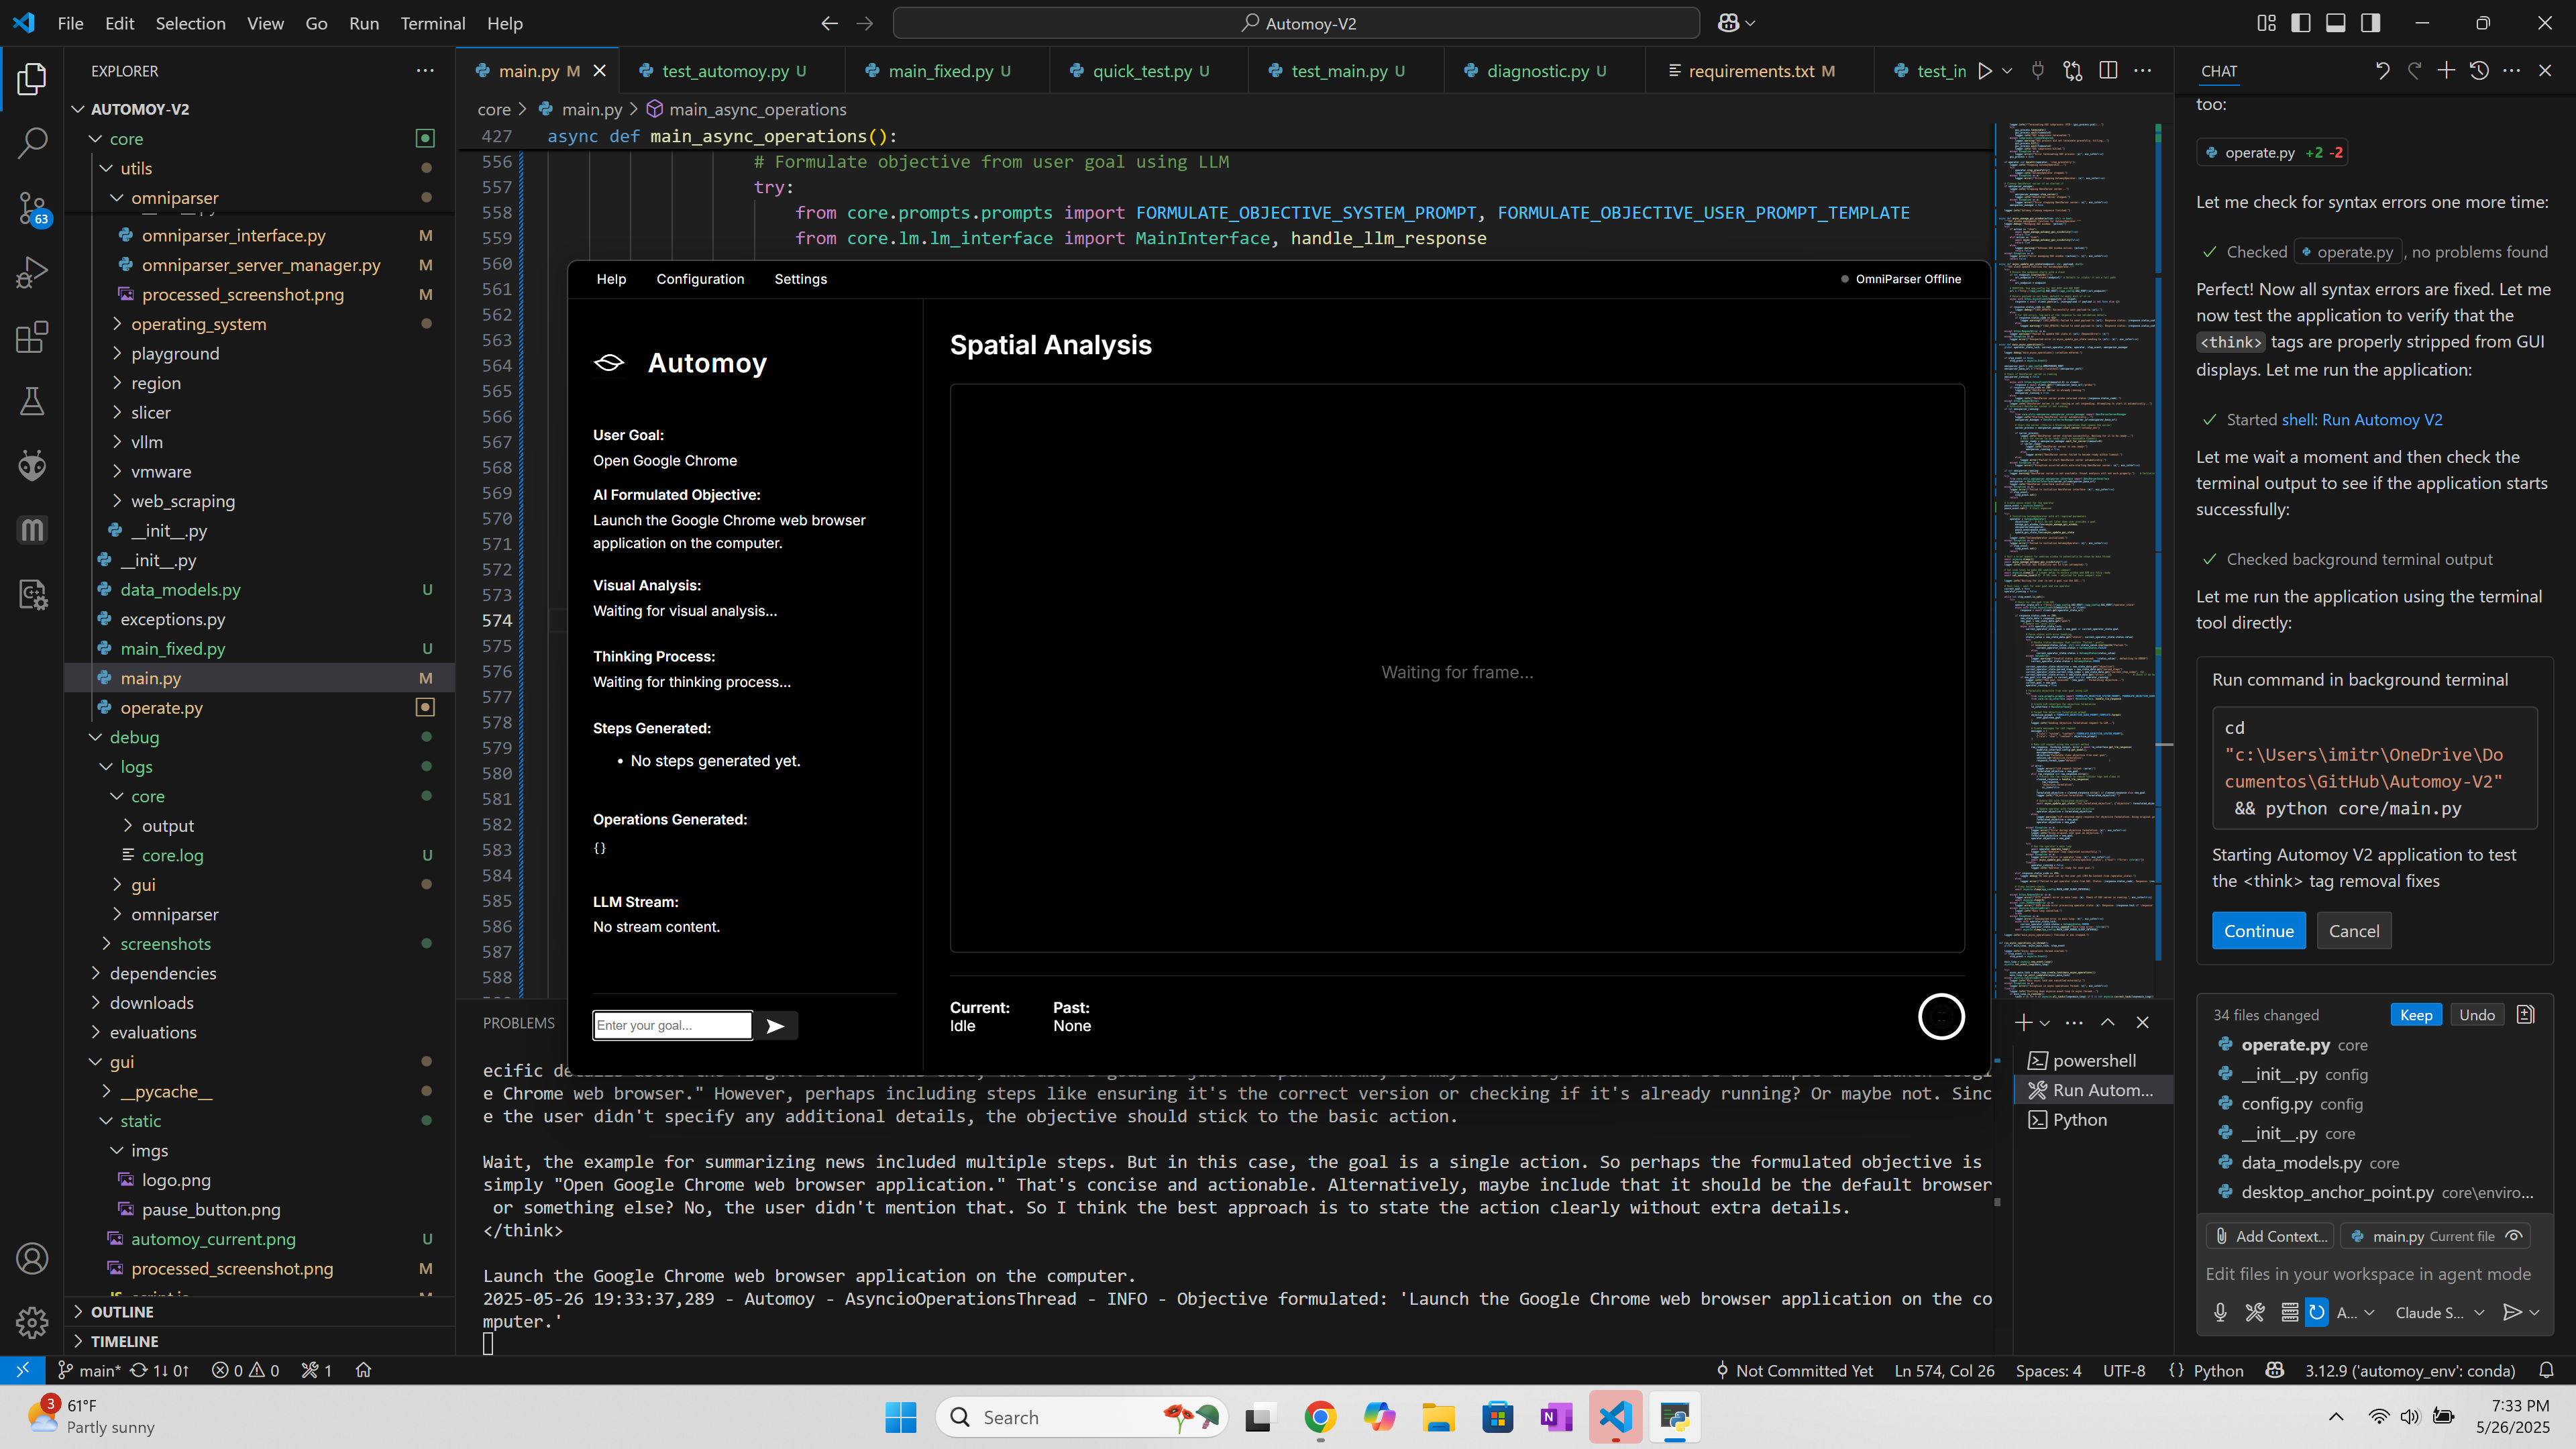 File Edit Selection View Go Run Terminal Help
Automoy-V2
EXPLORER
AUTOMOY-V2
core
utils
omniparser
omniparser_interface.py M
omniparser_server_manager.py M
processed_screenshot.png M
operating_system
playground
region
slicer
vllm
vmware
web_scraping
__init__.py
__init__.py
data_models.py U
exceptions.py
main_fixed.py U
main.py M
operate.py
debug
logs
core
output
core.log U
gui
omniparser
screenshots
dependencies
downloads
evaluations
gui
__pycache__
static
imgs
logo.png
pause_button.png
automoy_current.png U
processed_screenshot.png M
OUTLINE
TIMELINE
63
main.py M
test_automoy.py U
main_fixed.py U
quick_test.py U
test_main.py U
diagnostic.py U
requirements.txt M
test_in
core > main.py > main_async_operations
427 async def main_async_operations():
556 # Formulate objective from user goal using LLM
557 try:
558 from core.prompts.prompts import FORMULATE_OBJECTIVE_SYSTEM_PROMPT, FORMULATE_OBJECTIVE_USER_PROMPT_TEMPLATE
559 from core.lm.lm_interface import MainInterface, handle_llm_response
560
561
562
563
564
565
566
567
568
569
570
571
572
573
574
575
576
577
578
579
580
581
582
583
584
585
586
587
588
Help Configuration Settings
OmniParser Offline
Automoy
User Goal:
Open Google Chrome
AI Formulated Objective:
Launch the Google Chrome web browser
application on the computer.
Visual Analysis:
Waiting for visual analysis...
Thinking Process:
Waiting for thinking process...
Steps Generated:
• No steps generated yet.
Operations Generated:
{}
LLM Stream:
No stream content.
Enter your goal...
Spatial Analysis
Waiting for frame...
Current:
Idle
Past:
None
PROBLEMS
e Chrome web browser." However, perhaps including steps like ensuring it's the correct version or checking if it's already running? Or maybe not. Sinc
e the user didn't specify any additional details, the objective should stick to the basic action.
Wait, the example for summarizing news included multiple steps. But in this case, the goal is a single action. So perhaps the formulated objective is
simply "Open Google Chrome web browser application." That's concise and actionable. Alternatively, maybe include that it should be the default browser
or something else? No, the user didn't mention that. So I think the best approach is to state the action clearly without extra details.
</think>
Launch the Google Chrome web browser application on the computer.
2025-05-26 19:33:37,289 - Automoy - AsyncioOperationsThread - INFO - Objective formulated: 'Launch the Google Chrome web browser application on the co
mputer.'
powershell
Run Autom...
Python
CHAT
too:
operate.py +2 -2
Let me check for syntax errors one more time:
Checked operate.py, no problems found
Perfect! Now all syntax errors are fixed. Let me
now test the application to verify that the
<think> tags are properly stripped from GUI
displays. Let me run the application:
Started shell: Run Automoy V2
Let me wait a moment and then check the
terminal output to see if the application starts
successfully:
Checked background terminal output
Let me run the application using the terminal
tool directly:
Run command in background terminal
cd
"c:\Users\imitr\OneDrive\Do
cumentos\GitHub\Automoy-V2"
&& python core/main.py
Starting Automoy V2 application to test
the <think> tag removal fixes
Continue Cancel
34 files changed Keep Undo
operate.py core
__init__.py config
config.py config
__init__.py core
data_models.py core
desktop_anchor_point.py core\enviro...
Add Context... main.py Current file
Edit files in your workspace in agent mode
A... Claude S...
main* 1↓ 0↑ 0 0 1
Not Committed Yet Ln 574, Col 26 Spaces: 4 UTF-8 {} Python 3.12.9 ('automoy_env': conda)
3
61°F
Partly sunny
Search
7:33 PM
5/26/2025